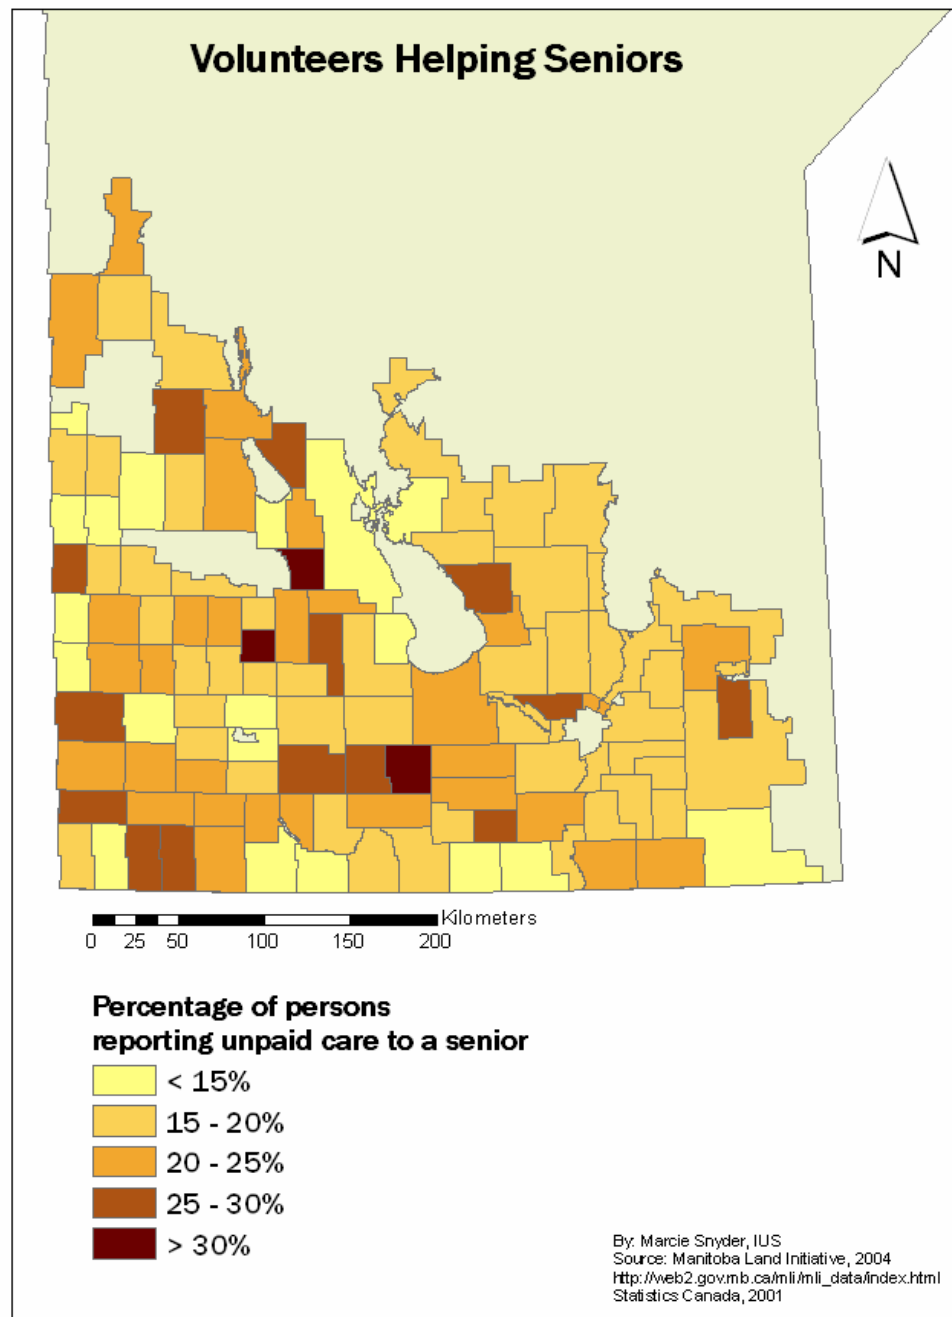 Volunteers Helping Seniors
N
Kilometers
0 25 50 100 150 200
Percentage of persons
reporting unpaid care to a senior
< 15%
15 - 20%
20 - 25%
25 - 30%
> 30%
By: Marcie Snyder, IUS
Source: Manitoba Land Initiative, 2004
http://web2.gov.mb.ca/mli/mli_data/index.html
Statistics Canada, 2001